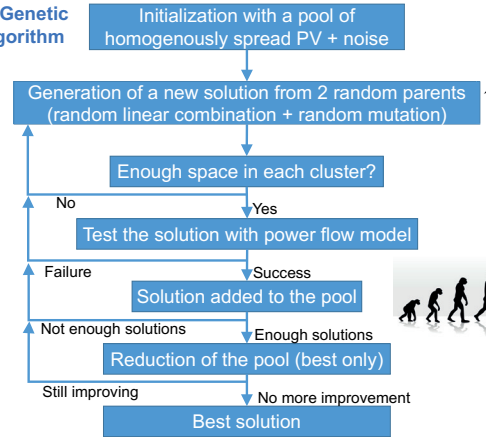 Genetic
gorithm
Initialization with a pool of
homogenously spread PV + noise
Generation of a new solution from 2 random parents
(random linear combination + random mutation)
Enough space in each cluster?
No
Yes
Test the solution with power flow model
Failure
Success
Solution added to the pool
Not enough solutions
Enough solutions
Reduction of the pool (best only)
Still improving
No more improvement
Best solution